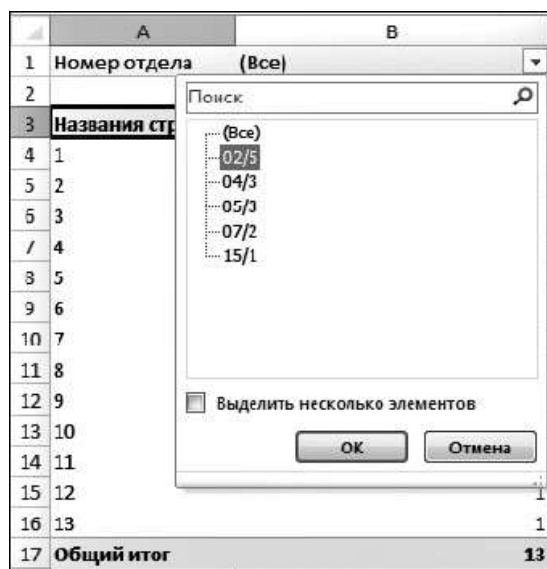 A B
1 Номер отдела (Все)
2 Поиск
3 Названия стр
(Все)
4 1
02/5
5 2
04/3
6 3
05/3
7 4
07/2
8 5
15/1
9 6
10 7
11 8
12 9 Выделить несколько элементов
13 10
ОК Отмена
14 11
15 12 1
16 13 1
17 Общий итог 13